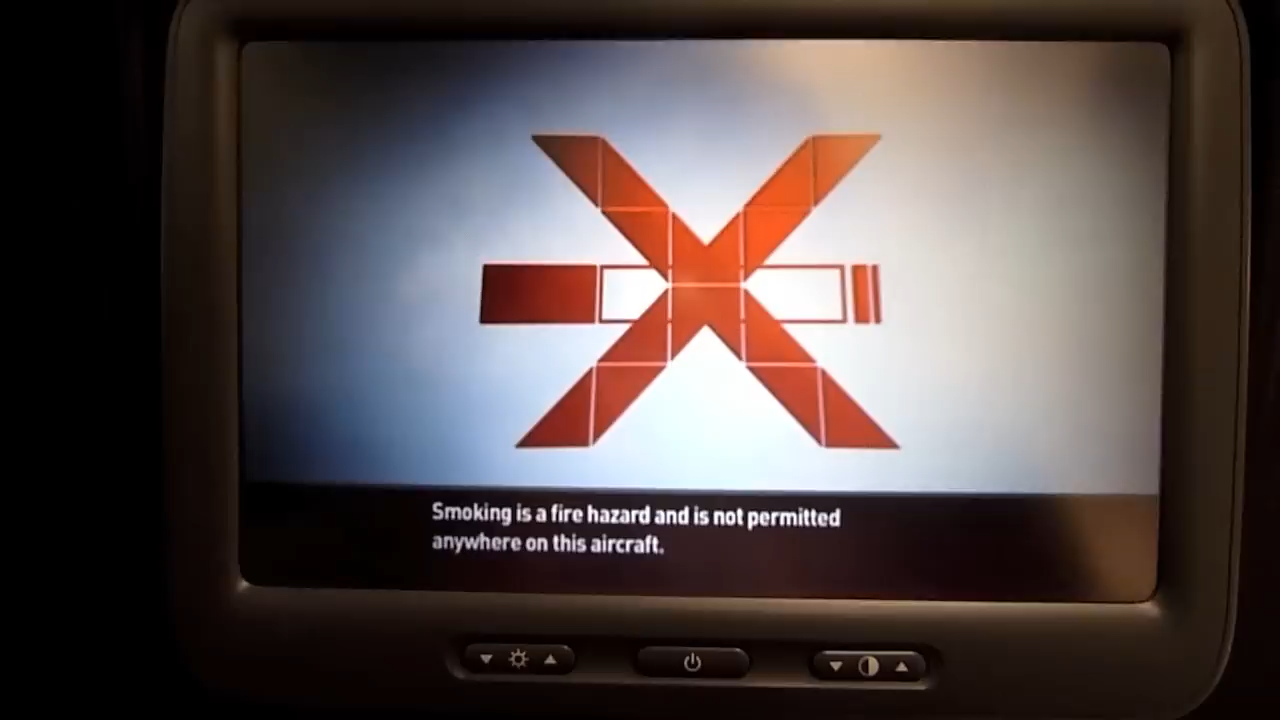 Smoking is a fire hazard and is not permitted
anywhere on this aircraft.